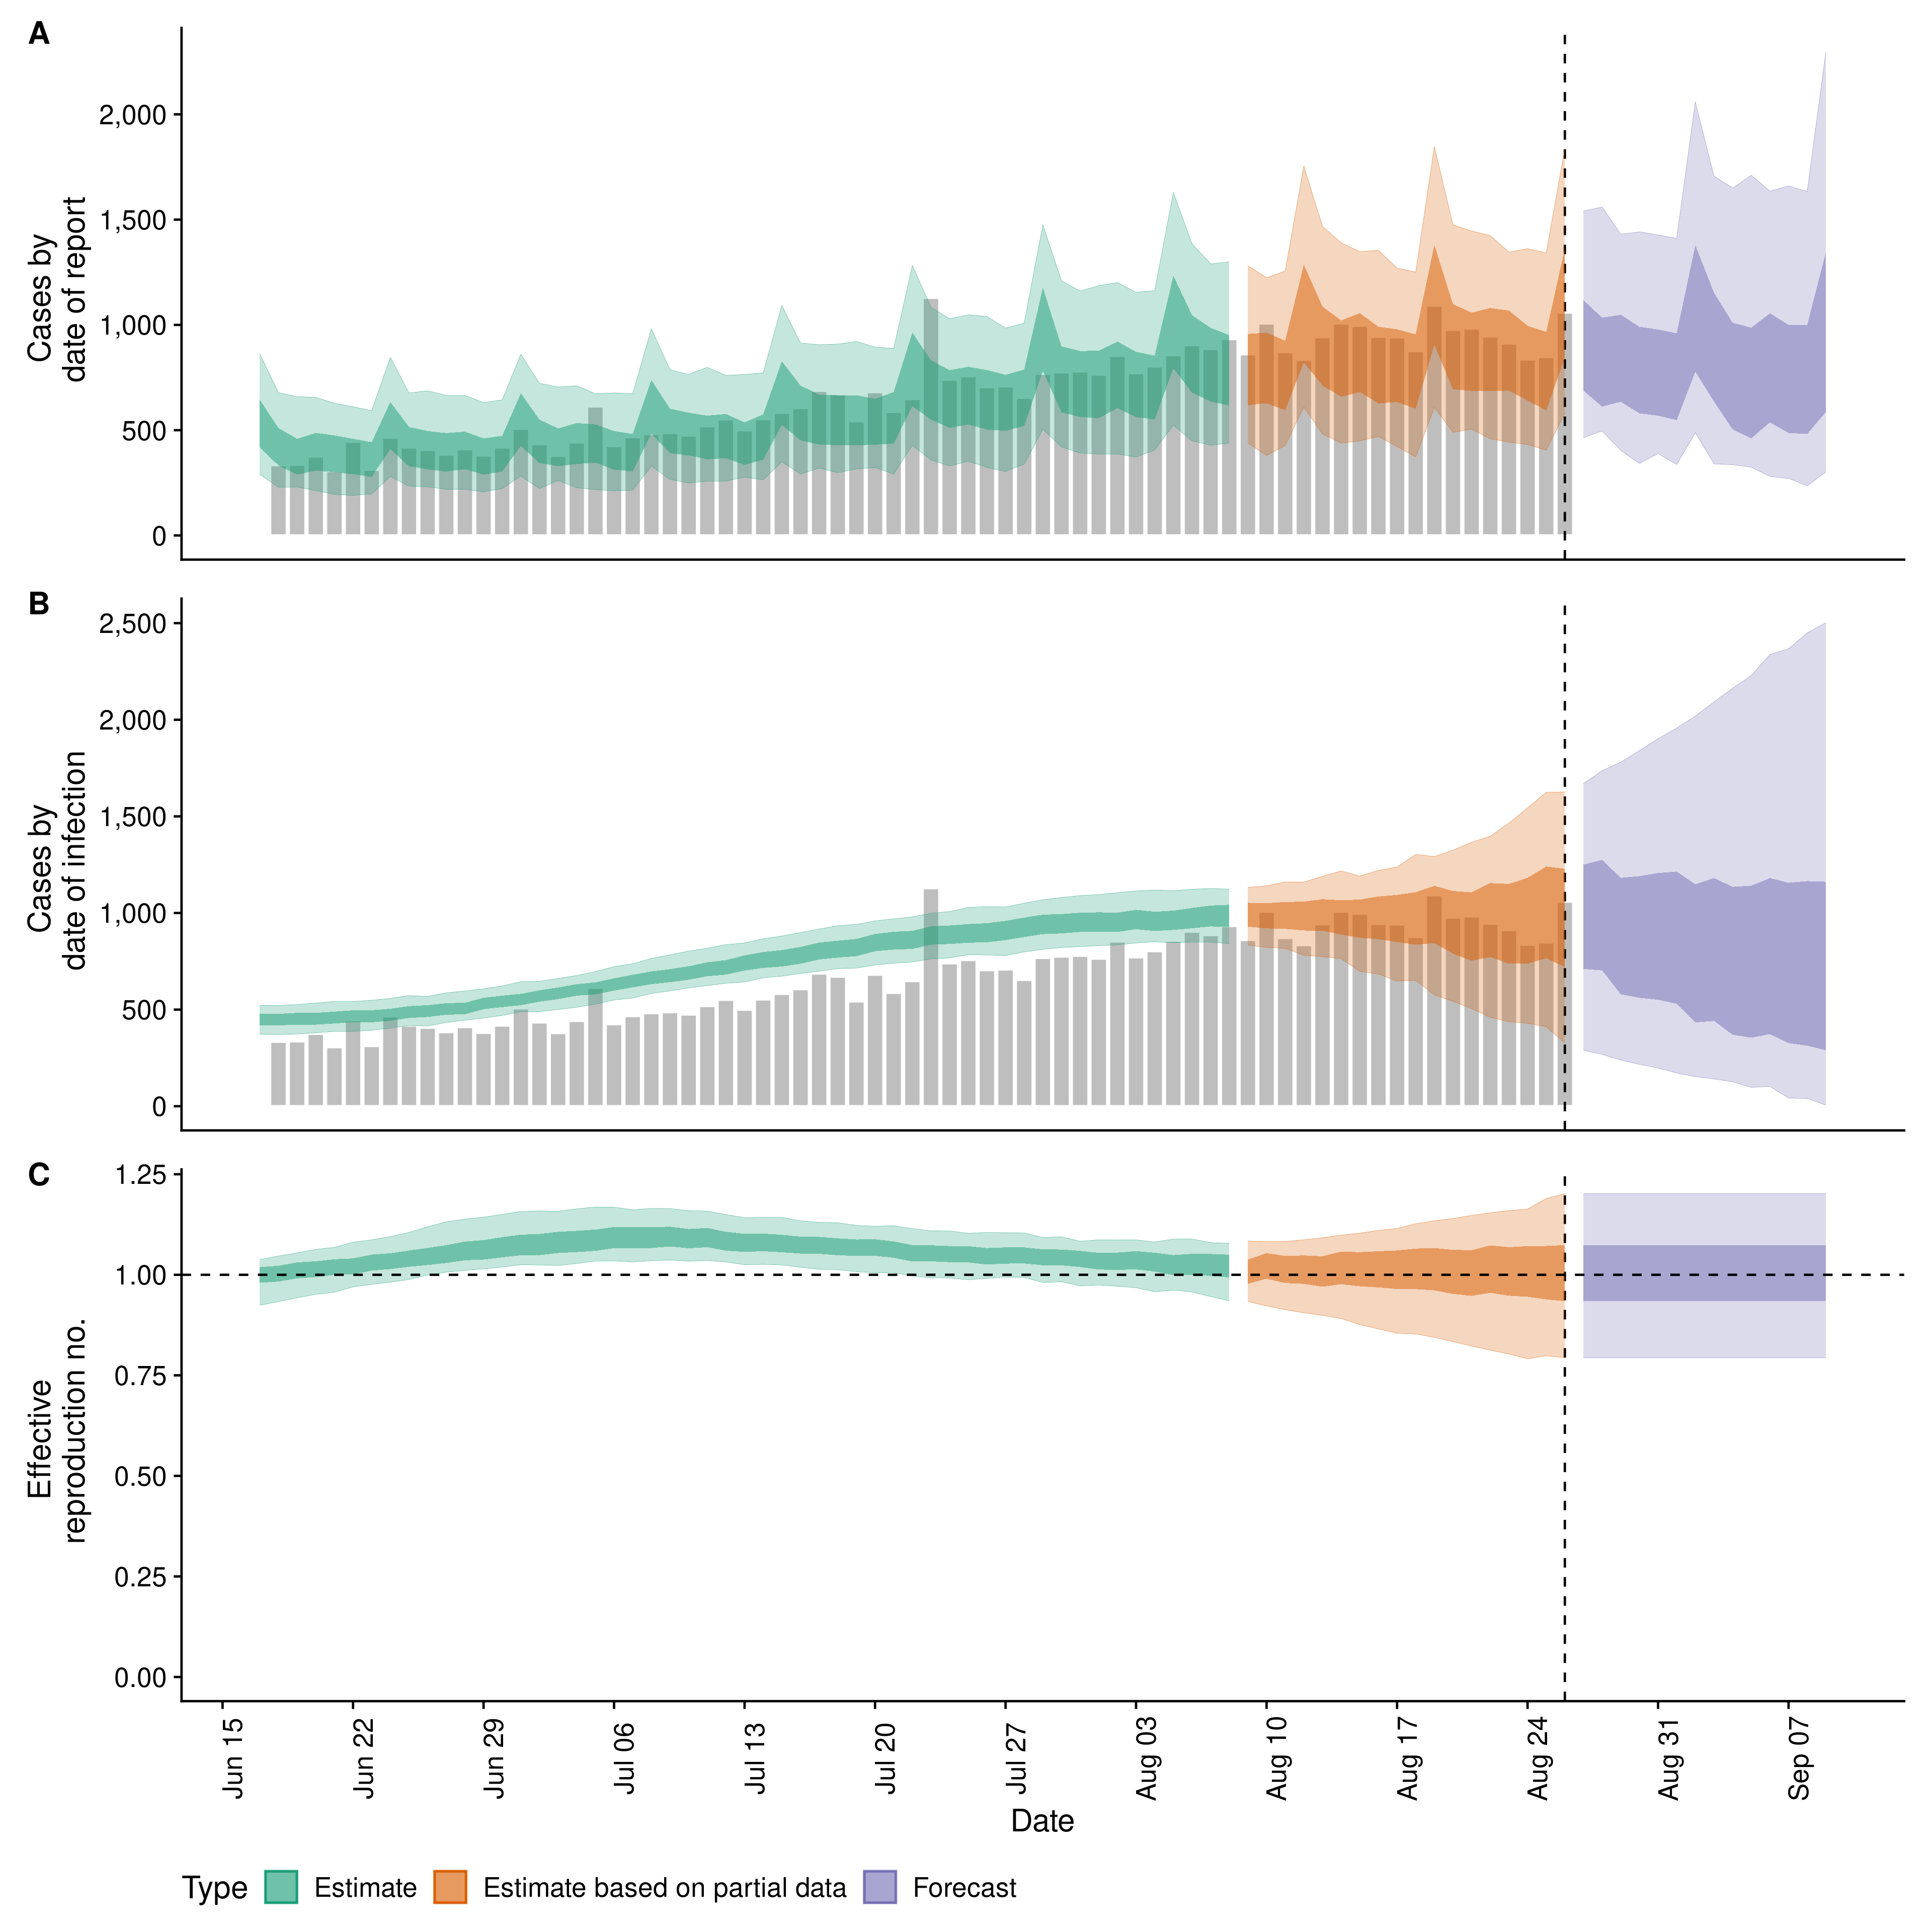 A
Cases by
date of report
2,000
1,500
1,000
500
0
B
Cases by
date of infection
2,500
2,000
1,500
1,000
500
0
C
Effective
reproduction no.
1.25
1.00
0.75
0.50
0.25
0.00
Jun 15
Jun 22
Jun 29
Jul 06
Jul 13
Jul 20
Jul 27
Aug 03
Aug 10
Aug 17
Aug 24
Aug 31
Sep 07
Date
Type Estimate Estimate based on partial data Forecast